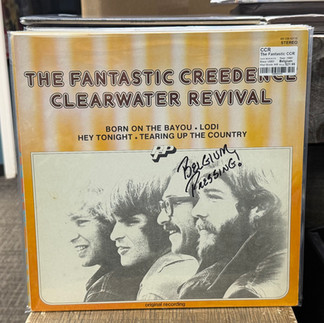 STEREO
CCR
The Fantastic CCR
Belgium
THE FANTASTIC CREEDENCE
CLEARWATER REVIVAL
BORN ON THE BAYOU • LODI
HEY TONIGHT • TEARING UP THE COUNTRY
BELGIUM
PRESSING!
original recording